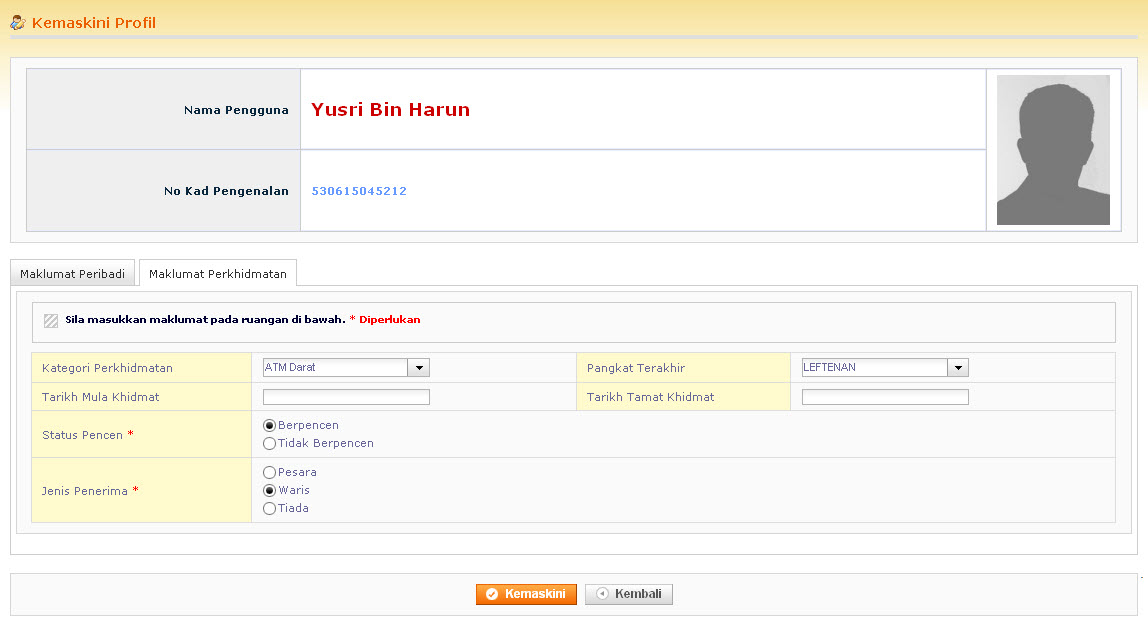 Kemaskini Profil
Nama Pengguna
Yusri Bin Harun
No Kad Pengenalan
530615045212
Maklumat Peribadi
Maklumat Perkhidmatan
Sila masukkan maklumat pada ruangan di bawah. * Diperlukan
Kategori Perkhidmatan
ATM Darat
Pangkat Terakhir
LEFTENAN
Tarikh Mula Khidmat
Tarikh Tamat Khidmat
Status Pencen *
Berpencen
Tidak Berpencen
Jenis Penerima *
Pesara
Waris
Tiada
Kemaskini
Kembali